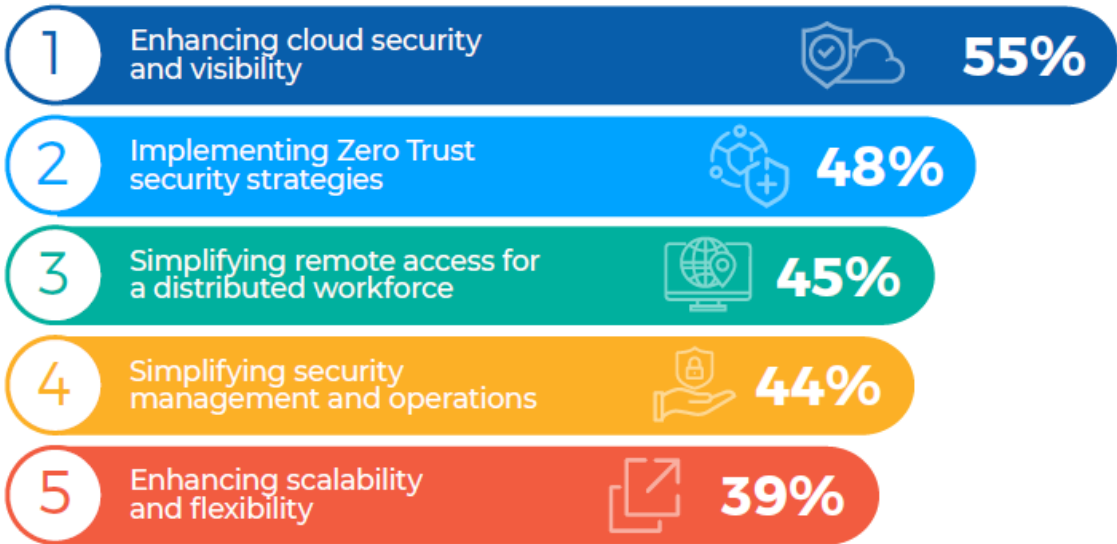 1
Enhancing cloud security
and visibility
55%
2
Implementing Zero Trust
security strategies
48%
3
Simplifying remote access for
a distributed workforce
45%
4
Simplifying security
management and operations
44%
5
Enhancing scalability
and flexibility
39%